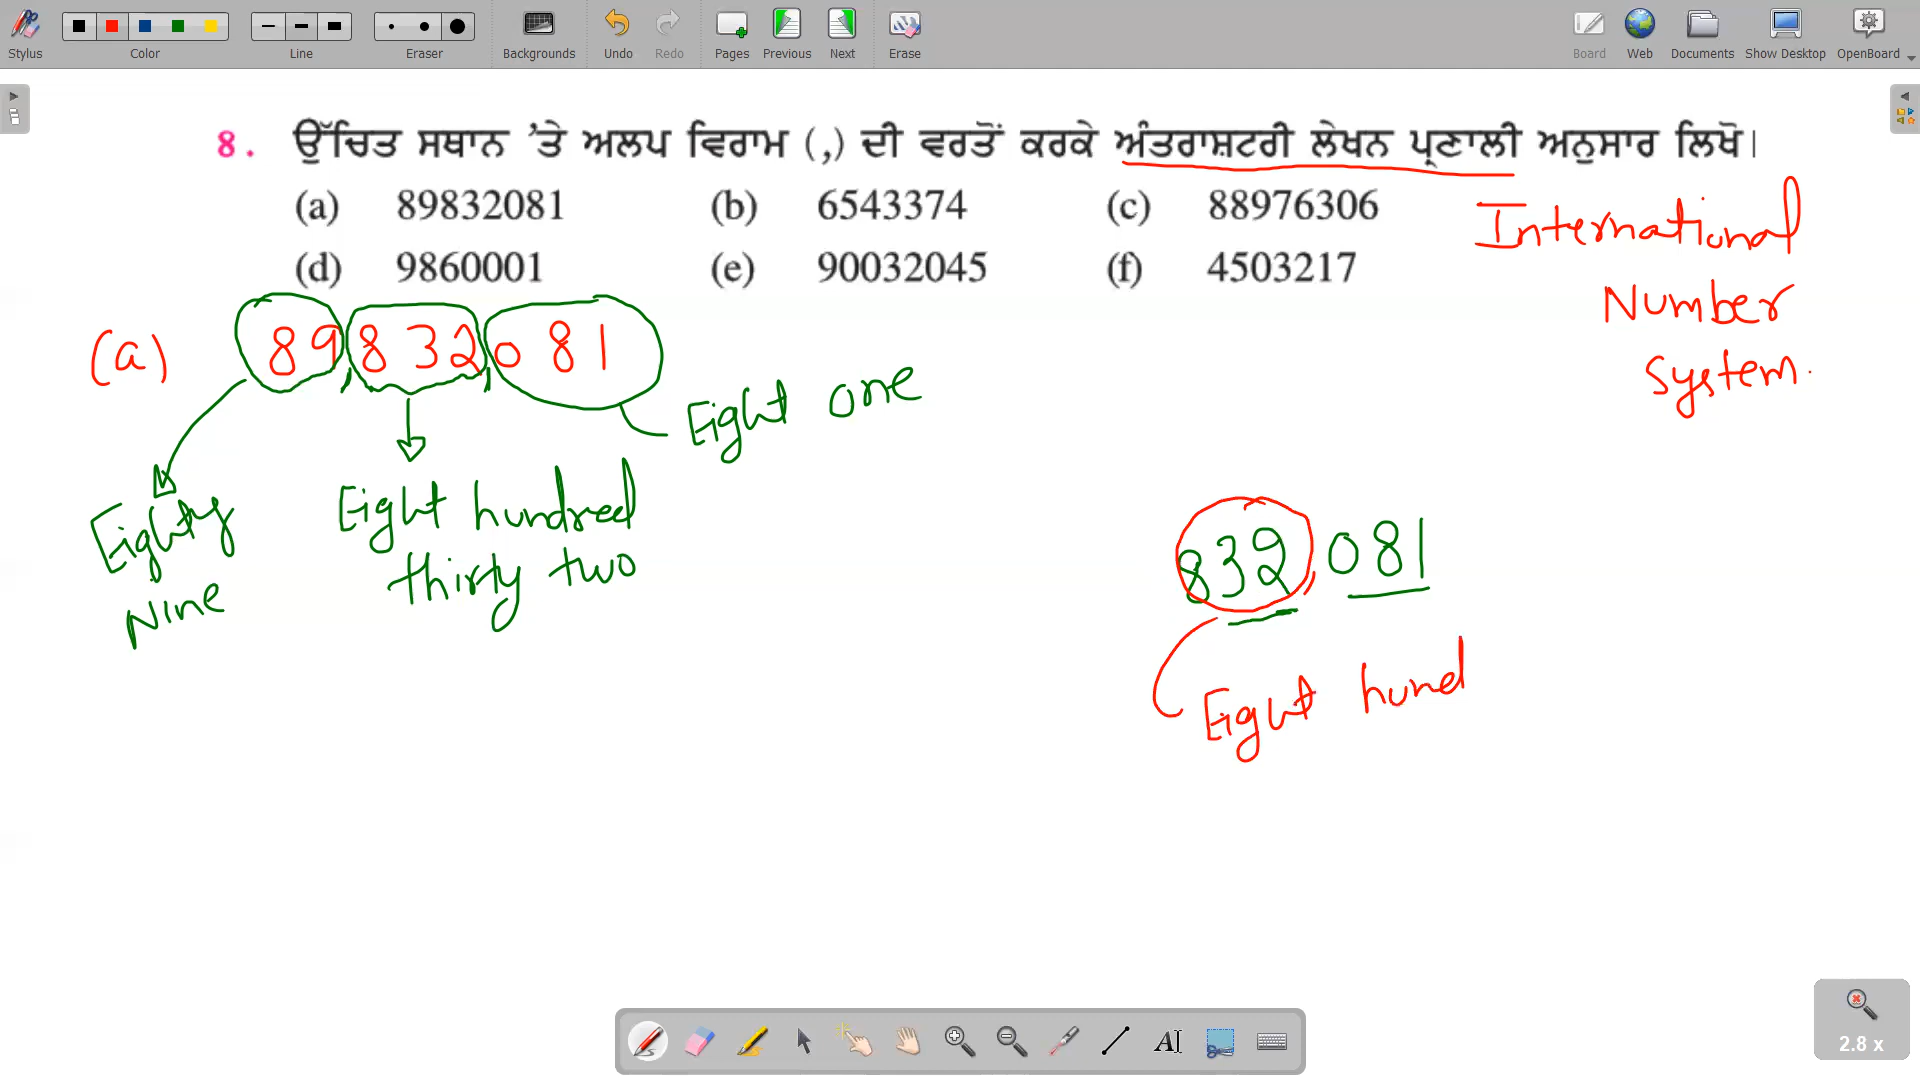 Stylus Color Line Eraser Backgrounds Undo Redo Pages Previous Next Erase Board Web Documents Show Desktop OpenBoard
8. ਉੱਚਿਤ ਸਥਾਨ 'ਤੇ ਅਲਪ ਵਿਰਾਮ (,) ਦੀ ਵਰਤੋਂ ਕਰਕੇ ਅੰਤਰਾਸ਼ਟਰੀ ਲੇਖਨ ਪ੍ਰਣਾਲੀ ਅਨੁਸਾਰ ਲਿਖੋ।
(a) 89832081 (b) 6543374 (c) 88976306
(d) 9860001 (e) 90032045 (f) 4503217
International
Number
System.
(a) 89,832,081
Eight one
Eighty
Nine
Eight hundred
thirty two
832,081
Eight hund
2.8 x